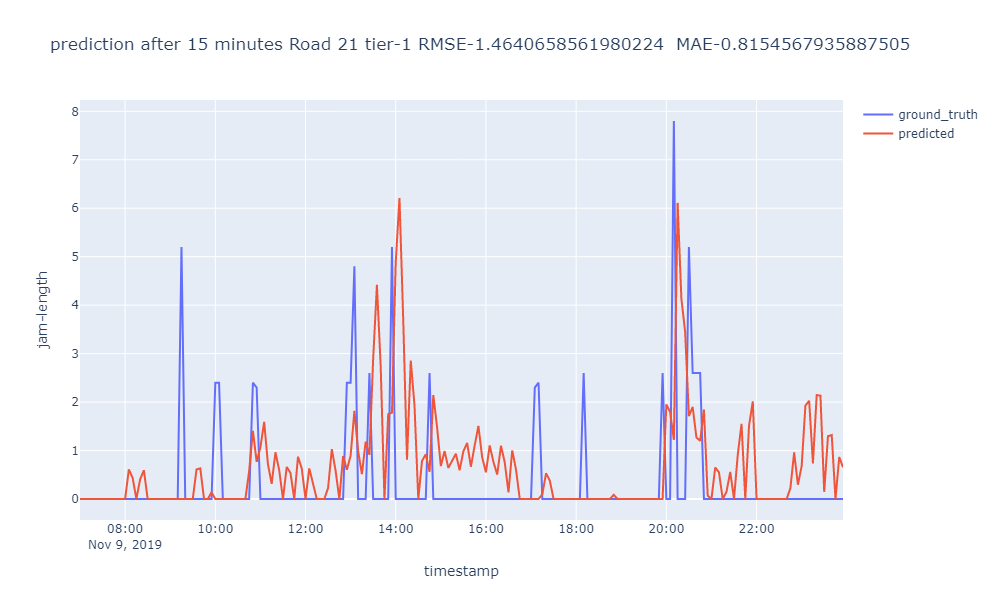 prediction after 15 minutes Road 21 tier-1 RMSE-1.4640658561980224  MAE-0.8154567935887505
ground_truth
predicted
8
7
6
5
4
3
2
1
0
jam-length
08:00 10:00 12:00 14:00 16:00 18:00 20:00 22:00
Nov 9, 2019
timestamp